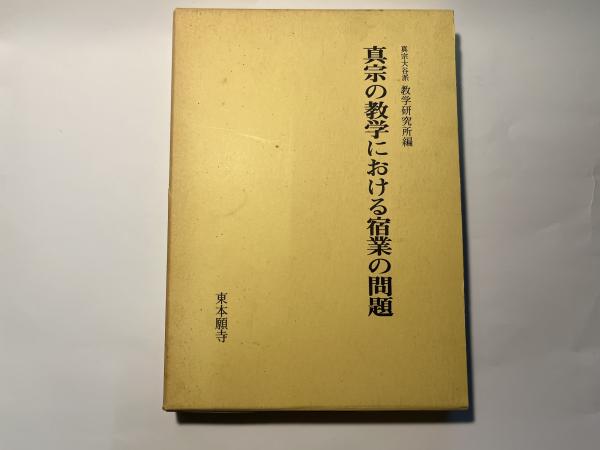 真宗大谷派 教学研究所編
真宗の教学における宿業の問題
東本願寺